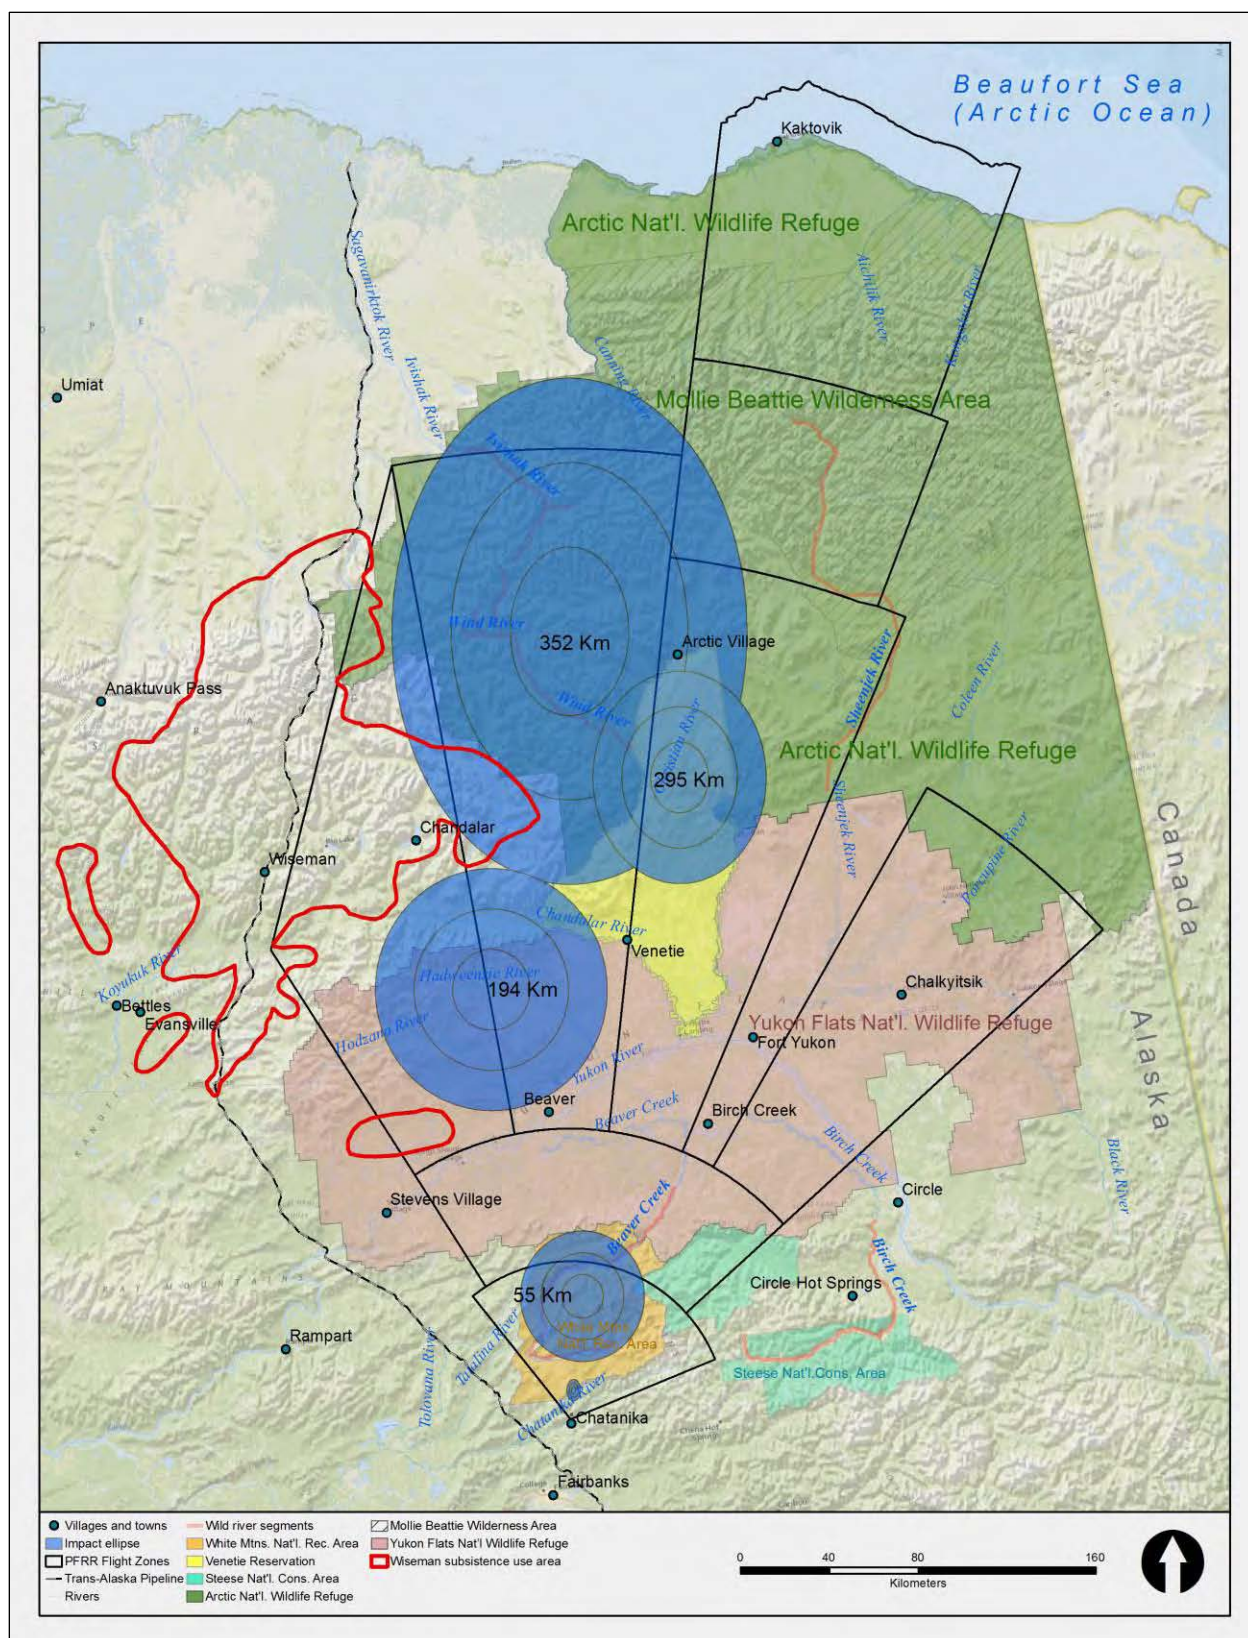 Beaufort Sea
(Arctic Ocean)
Kaktovik
Arctic Nat'l. Wildlife Refuge
Sagavanirktok River
Aichtlik River
Ivishak River
Canning River
Umiat
Mollie Beattie Wilderness Area
Ivishak River
Wind River
352 Km
Arctic Village
Sheenjek River
Coleen River
Anaktuvuk Pass
Wind River
Arctic Nat'l. Wildlife Refuge
295 Km
Sheenjek River
Canada
Chandalar
Wiseman
Porcupine River
Chandalar River
Venetie
Koyukuk River
Hadweenzie River
194 Km
Chalkyitsik
Bettles
Evansville
Hodzana River
Yukon Flats Nat'l. Wildlife Refuge
Fort Yukon
Alaska
Yukon River
Beaver
Beaver Creek
Birch Creek
Birch Creek
Black River
Stevens Village
Circle
Beaver Creek
Birch Creek
Circle Hot Springs
55 Km
Rampart
Tatalina River
Tolovana River
Steese Nat'l.Cons. Area
Chatanika River
Chatanika
Fairbanks
Villages and towns
Impact ellipse
PFRR Flight Zones
Trans-Alaska Pipeline
Rivers
Wild river segments
White Mtns. Nat'l. Rec. Area
Venetie Reservation
Steese Nat'l. Cons. Area
Arctic Nat'l. Wildlife Refuge
Mollie Beattie Wilderness Area
Yukon Flats Nat'l Wildlife Refuge
Wiseman subsistence use area
0 40 80 160
Kilometers